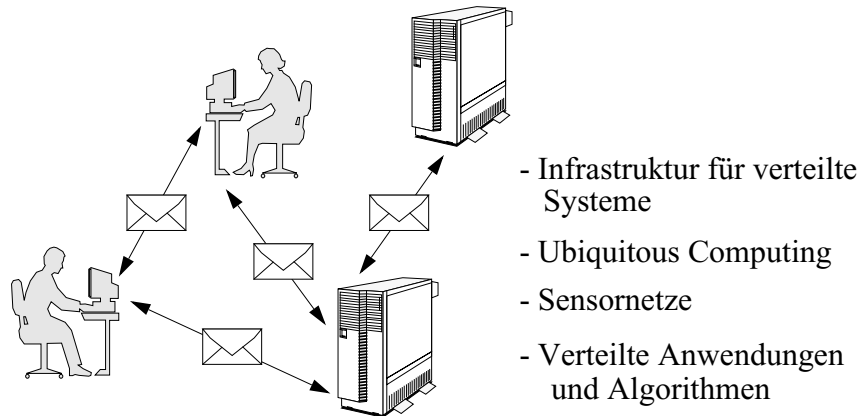 - Infrastruktur für verteilte
Systeme
- Ubiquitous Computing
- Sensornetze
- Verteilte Anwendungen
und Algorithmen